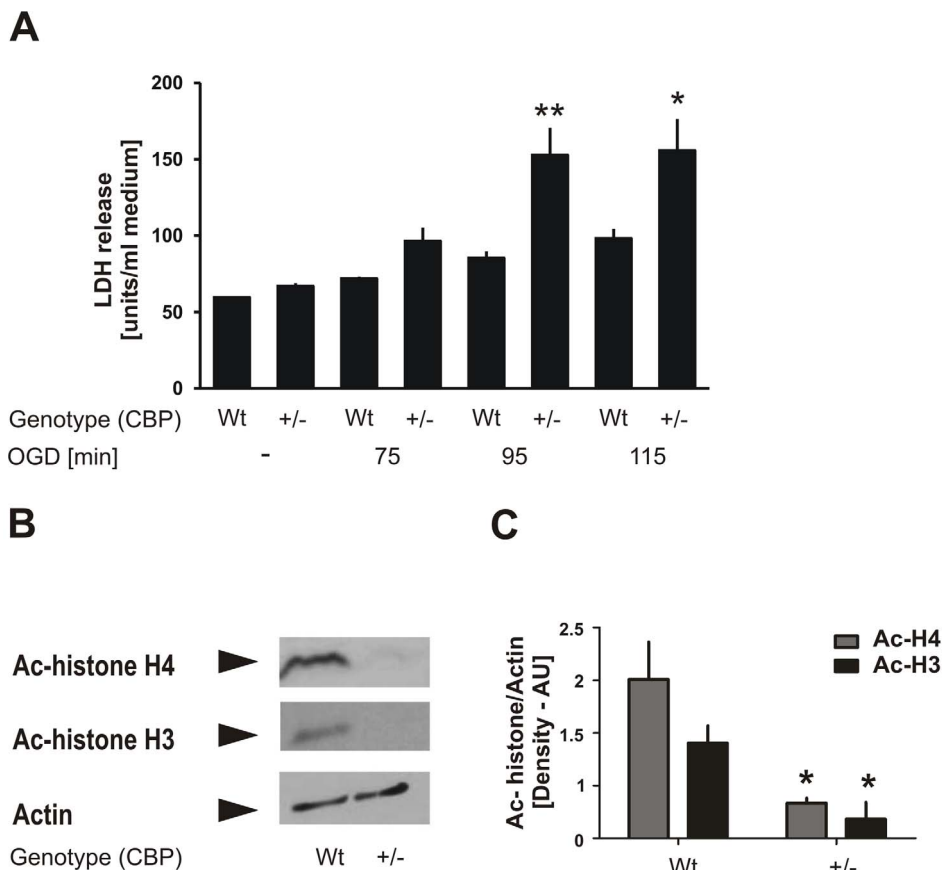 A
200
150
100
50
0
LDH release
[units/ml medium]
** *
Genotype (CBP) Wt +/- Wt +/- Wt +/- Wt +/-
OGD [min] - 75 95 115
B
Ac-histone H4
Ac-histone H3
Actin
Genotype (CBP) Wt +/-
C
2.5
2
1.5
1
0
Ac- histone/Actin
[Density - AU]
Ac-H4
Ac-H3
* *
Wt +/-